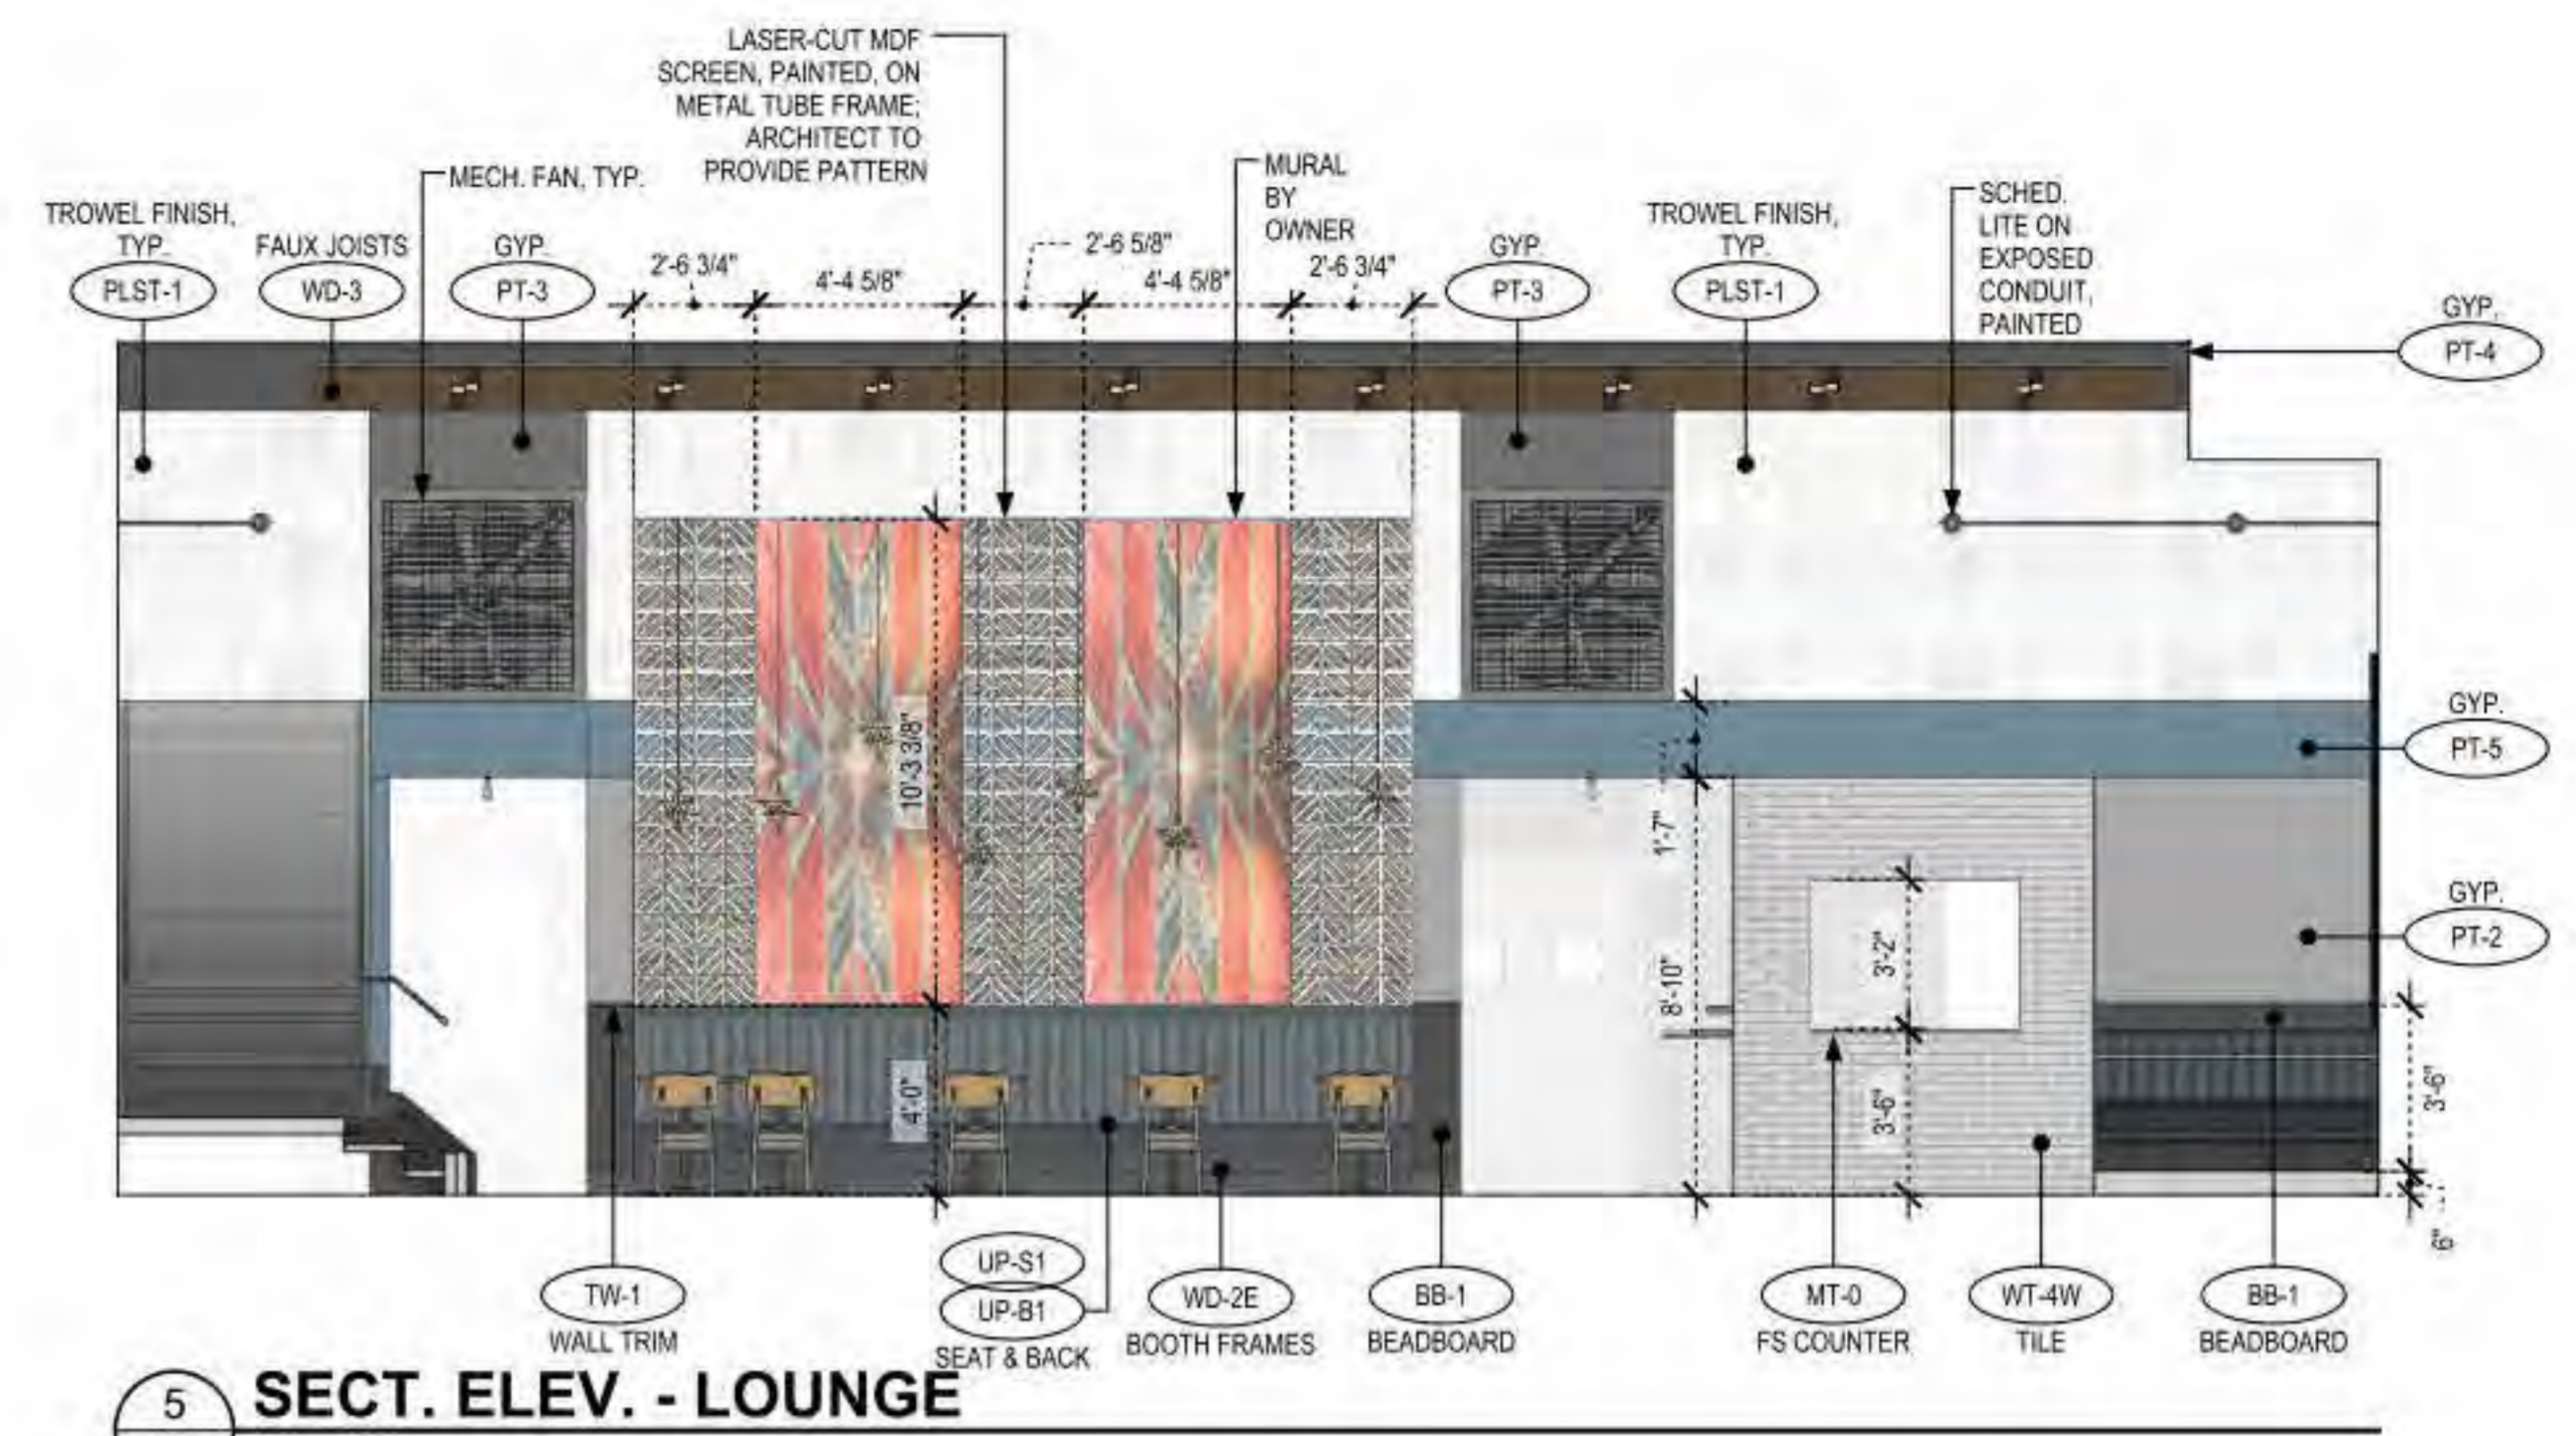 LASER-CUT MDF
SCREEN, PAINTED, ON
METAL TUBE FRAME;
ARCHITECT TO
PROVIDE PATTERN
MECH. FAN, TYP.
MURAL
BY
OWNER
SCHED.
LITE ON
EXPOSED
CONDUIT,
PAINTED
TROWEL FINISH,
TYP.
PLST-1
FAUX JOISTS
WD-3
GYP.
PT-3
2'-6 3/4"
4'-4 5/8"
2'-6 5/8"
4'-4 5/8"
2'-6 3/4"
GYP.
PT-3
TROWEL FINISH,
TYP.
PLST-1
GYP.
PT-4
GYP.
PT-5
GYP.
PT-2
10'-3 3/8"
4'-0"
1'-7"
8'-10"
3'-2"
3'-6"
3'-6"
6"
TW-1
WALL TRIM
UP-S1
UP-B1
SEAT & BACK
WD-2E
BOOTH FRAMES
BB-1
BEADBOARD
MT-0
FS COUNTER
WT-4W
TILE
BB-1
BEADBOARD
5
SECT. ELEV. - LOUNGE